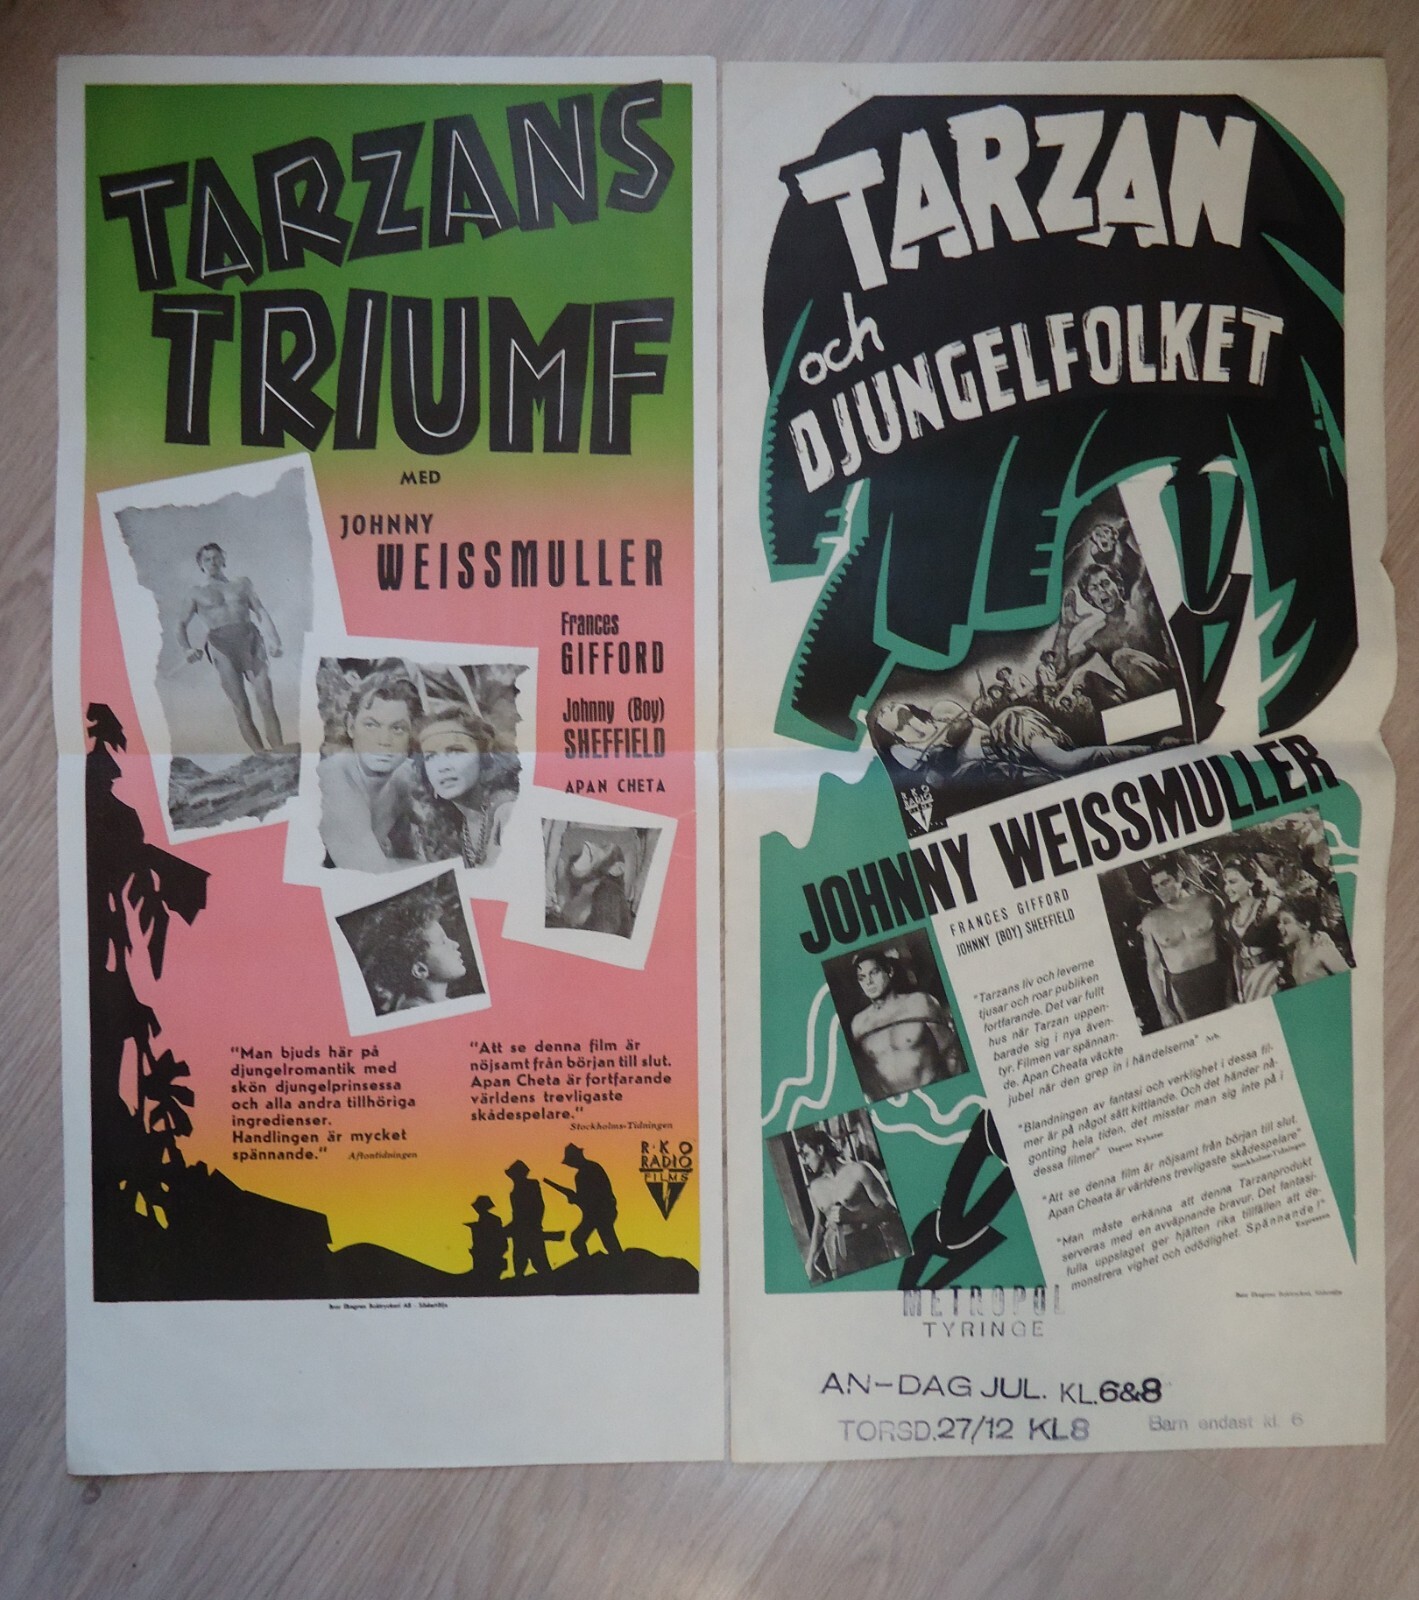 TARZANS
TRIUMF
MED
JOHNNY
WEISSMULLER
Frances
GIFFORD
Johnny (Boy)
SHEFFIELD
APAN CHETA
"Man bjuds här på
djungelromantik med
skön djungelprinsessa
och alla andra tillhöriga
ingredienser.
Handlingen är mycket
spännande." Aftontidningen
"Att se denna film är
nöjsamt från början till slut.
Apan Cheta är fortfarande
världens trevligaste
skådespelare."
Stockholms-Tidningen
R·K·O
RADIO
FILMS
TARZAN
och
DJUNGELFOLKET
RKO
RADIO
JOHNNY WEISSMULLER
FRANCES GIFFORD
JOHNNY (BOY) SHEFFIELD
"Tarzans liv och leverne
tjusar och roar publiken
fortfarande. Det var fullt
hus när Tarzan uppen-
barade sig i nya även-
tyr. Filmen var spännan-
de. Apan Cheata väckte
jubel när den grep in i händelserna"
"Blandningen av fantasi och verklighet i dessa fil-
mer är på något sätt kittlande. Och det händer nå-
gonting hela tiden, det misstar man sig inte på i
dessa filmer" Dagens Nyheter
"Att se denna film är nöjsamt från början till slut.
Apan Cheata är världens trevligaste skådespelare"
Stockholms-Tidningen
"Man måste erkänna att denna Tarzanprodukt
serveras med en avväpnande bravur. Det fantasi-
fulla uppslaget ger hjälten rika tillfällen att de-
monstrera vighet och odödlighet. Spännande!"
Expressen
METROPOL
TYRINGE
AN-DAG JUL. KL.6&8
TORSD.27/12 KL8 Barn endast kl. 6